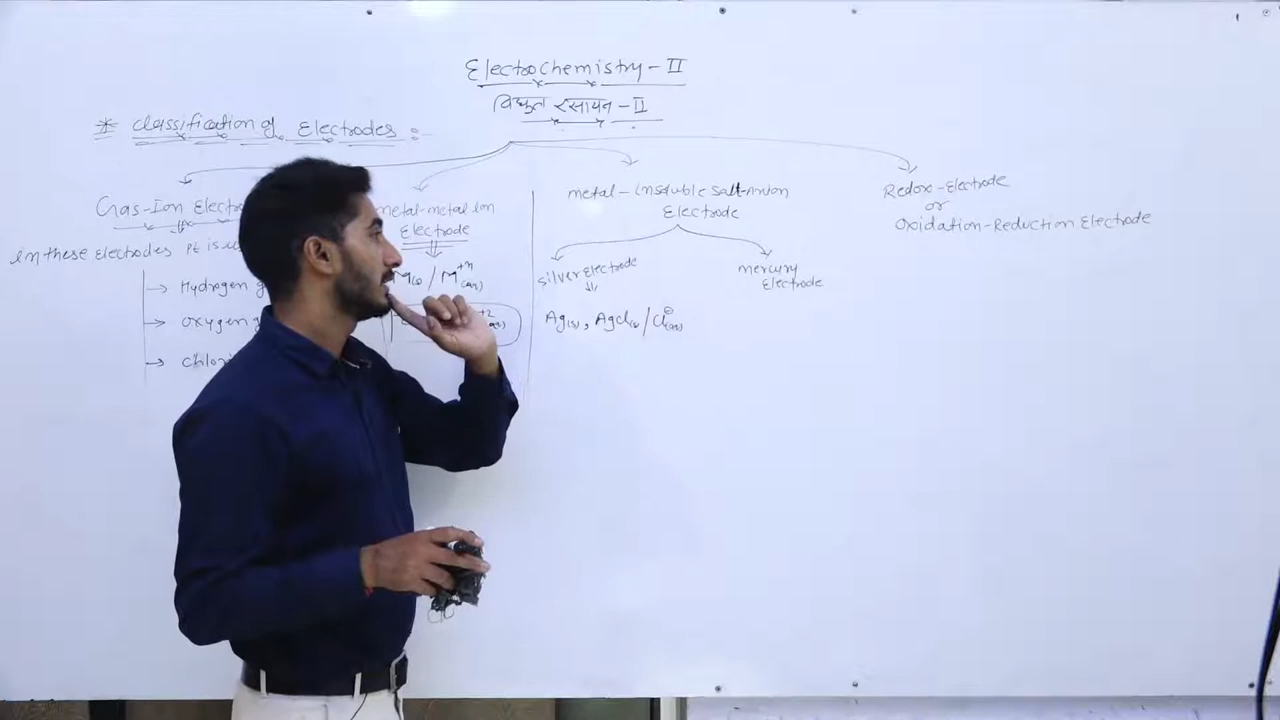 Electrochemistry-II
विद्युत रसायन-II
* Classification of Electrodes:-
Gas-Ion
in these electrodes Pt is
Hydrogen
Oxygen
metal-metal Ion
Electrode
M(s) / M+n(aq)
+2
metal-insoluble salt-Anion
Electrode
silver Electrode
Ag(s), AgCl(s) / Cl⊖(aq)
mercury
Electrode
Redox-Electrode
or
Oxidation-Reduction Electrode